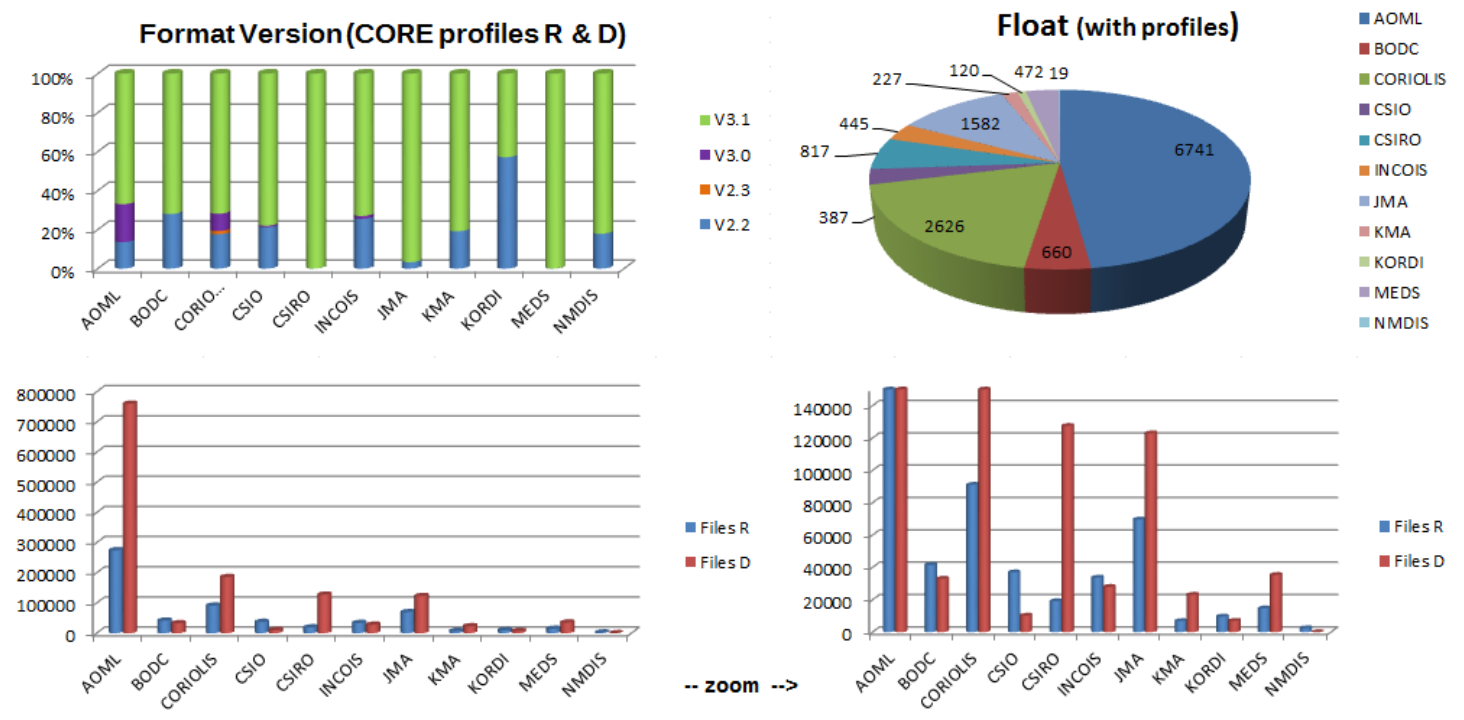 Format Version (CORE profiles R & D)
100%
80%
60%
40%
20%
0%
AOML
BODC
CORIO...
CSIO
CSIRO
INCOIS
JMA
KMA
KORDI
MEDS
NMDIS
V3.1
V3.0
V2.3
V2.2
Float (with profiles)
227
120
472
19
445
1582
817
6741
387
2626
660
AOML
BODC
CORIOLIS
CSIO
CSIRO
INCOIS
JMA
KMA
KORDI
MEDS
NMDIS
800000
700000
600000
500000
400000
300000
200000
100000
0
AOML
BODC
CORIOLIS
CSIO
CSIRO
INCOIS
JMA
KMA
KORDI
MEDS
NMDIS
Files R
Files D
-- zoom -->
140000
120000
100000
80000
60000
40000
20000
0
AOML
BODC
CORIOLIS
CSIO
CSIRO
INCOIS
JMA
KMA
KORDI
MEDS
NMDIS
Files R
Files D